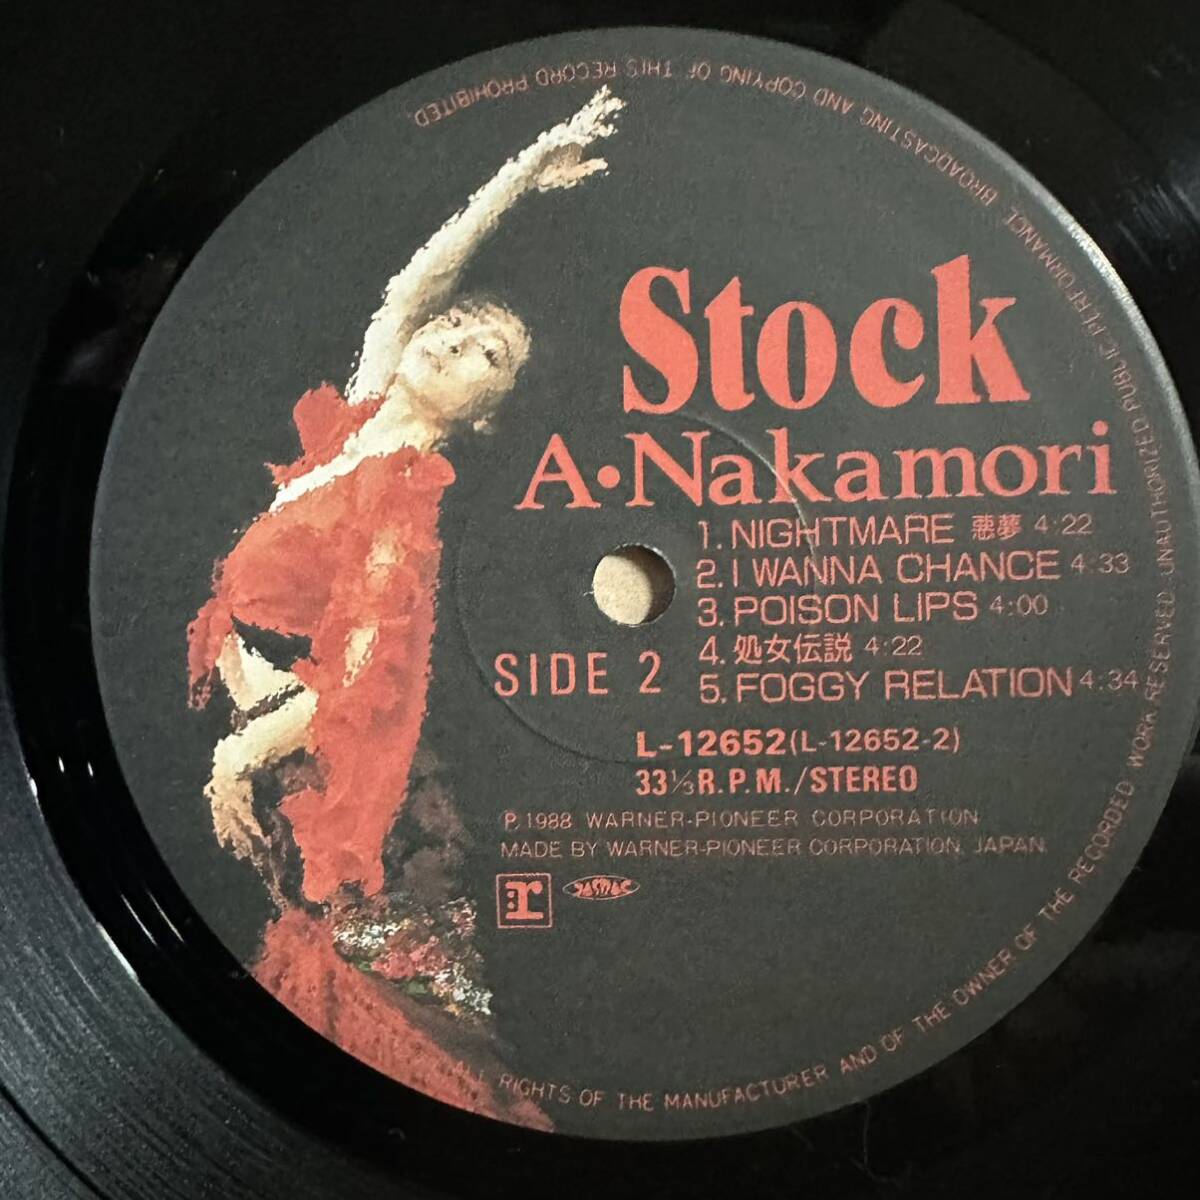 Stock
A•Nakamori
1. NIGHTMARE 悪夢 4:22
2. I WANNA CHANCE 4:33
3. POISON LIPS 4:00
4. 処女伝説 4:22
5. FOGGY RELATION 4:34
SIDE 2
L-12652(L-12652-2)
33⅓R.P.M./STEREO
℗ 1988 WARNER-PIONEER CORPORATION
MADE BY WARNER-PIONEER CORPORATION, JAPAN
r
JASRAC
ALL RIGHTS OF THE MANUFACTURER AND OF THE OWNER OF THE RECORDED WORK RESERVED. UNAUTHORIZED PUBLIC PERFORMANCE BROADCASTING AND COPYING OF THIS RECORD PROHIBITED.